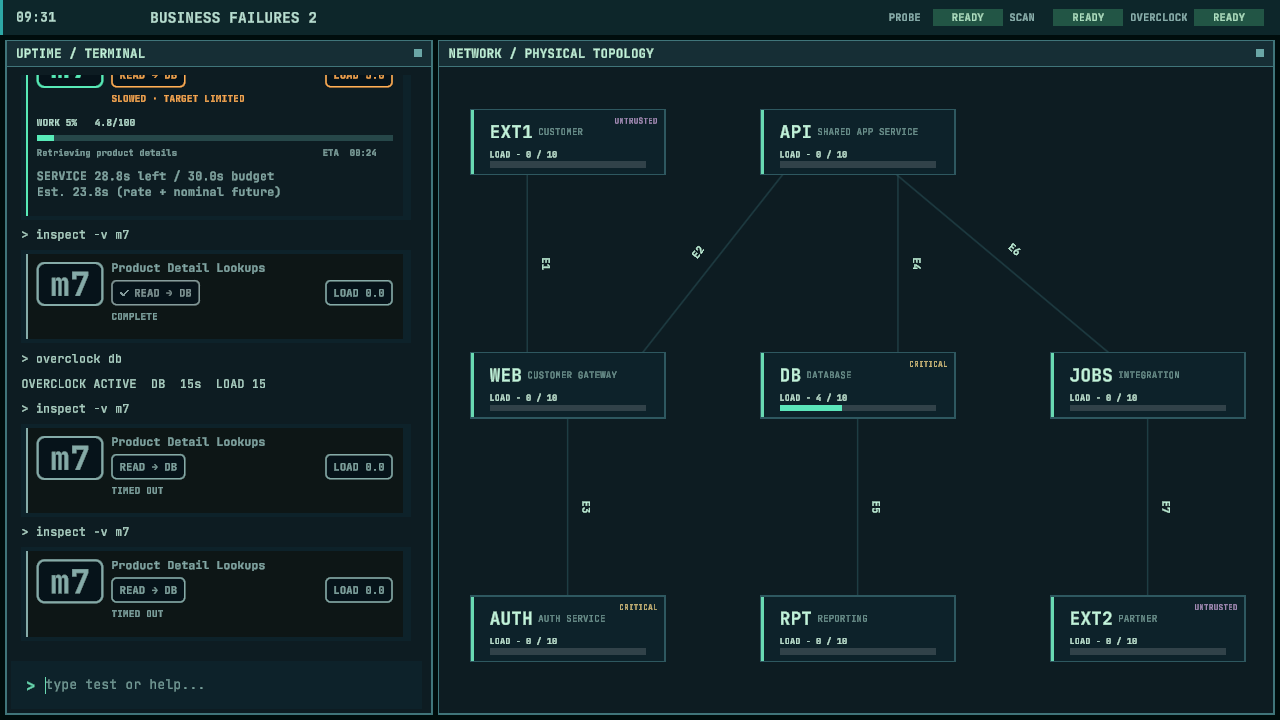 09:31 BUSINESS FAILURES 2 PROBE READY SCAN READY OVERCLOCK READY
UPTIME / TERMINAL
m7 READ → DB LOAD 5.0
SLOWED · TARGET LIMITED
WORK 5% 4.8/100
Retrieving product details ETA 00:24
SERVICE 28.8s left / 30.0s budget
Est. 23.8s (rate + nominal future)
> inspect -v m7
m7 Product Detail Lookups
✓ READ → DB LOAD 0.0
COMPLETE
> overclock db
OVERCLOCK ACTIVE DB 15s LOAD 15
> inspect -v m7
m7 Product Detail Lookups
READ → DB LOAD 0.0
TIMED OUT
> inspect -v m7
m7 Product Detail Lookups
READ → DB LOAD 0.0
TIMED OUT
> type test or help...
NETWORK / PHYSICAL TOPOLOGY
UNTRUSTED
EXT1 CUSTOMER
LOAD - 0 / 10
API SHARED APP SERVICE
LOAD - 0 / 10
E1
E2
E4
E6
WEB CUSTOMER GATEWAY
LOAD - 0 / 10
CRITICAL
DB DATABASE
LOAD - 4 / 10
JOBS INTEGRATION
LOAD - 0 / 10
E3
E5
E7
CRITICAL
AUTH AUTH SERVICE
LOAD - 0 / 10
RPT REPORTING
LOAD - 0 / 10
UNTRUSTED
EXT2 PARTNER
LOAD - 0 / 10